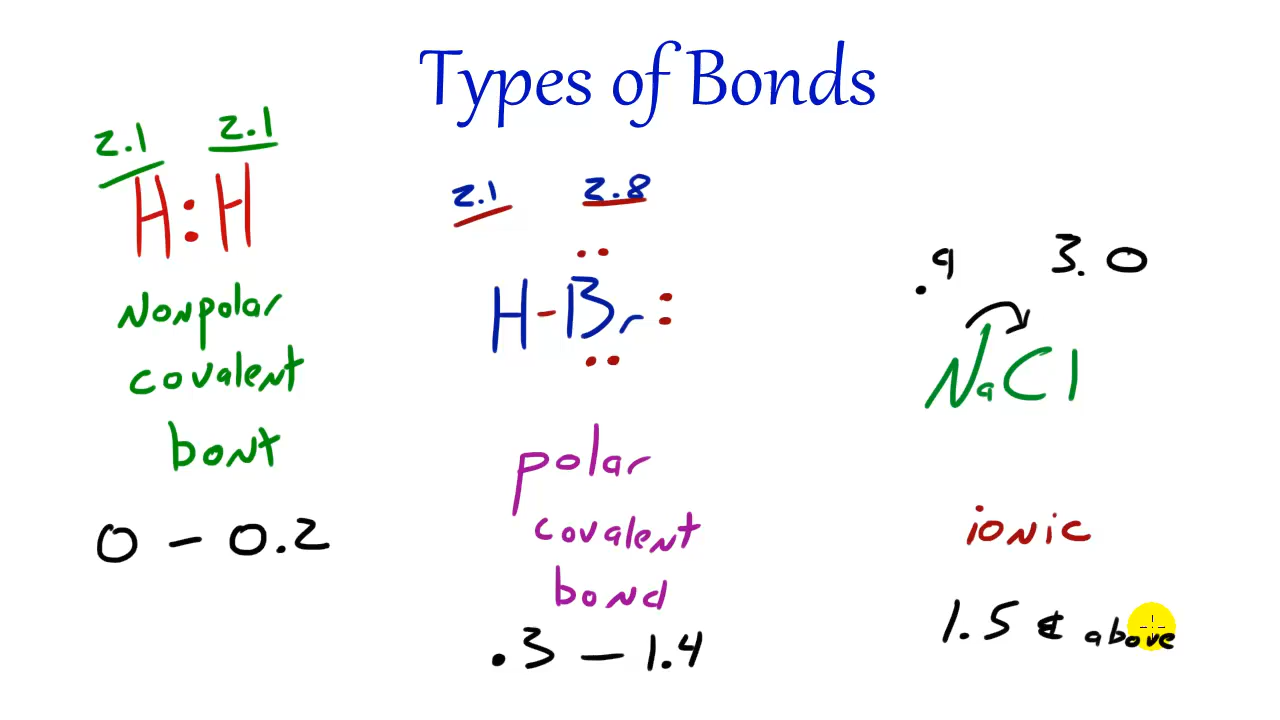 Types of Bonds
2.1 2.1
H:H
Nonpolar
covalent
bont
0 - 0.2
2.1 2.8
H-Br
polar
covalent
bond
.3 - 1.4
.9 3.0
NaCl
ionic
1.5 & above